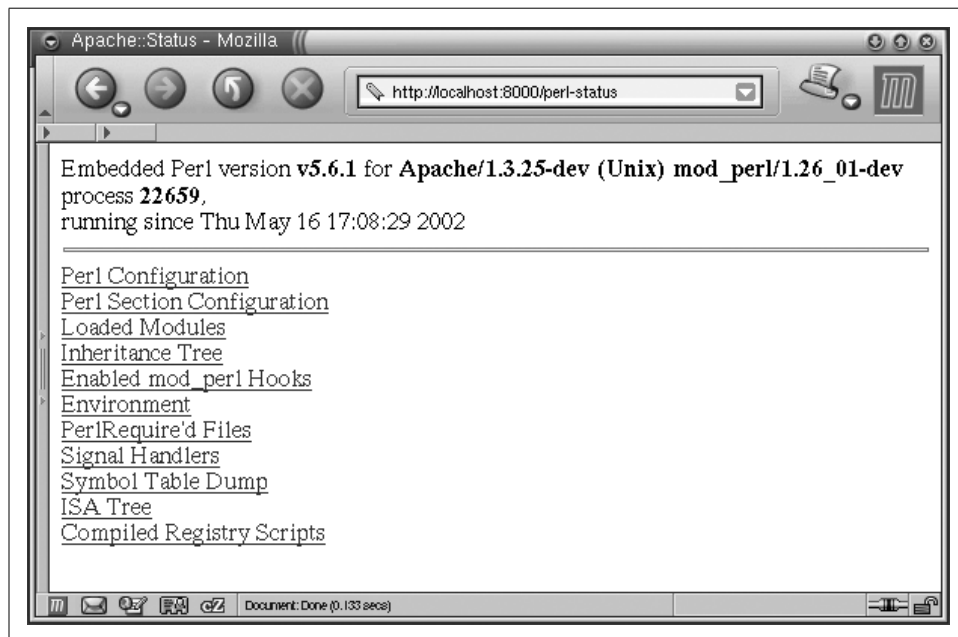 Apache::Status - Mozilla
http://localhost:8000/perl-status
Embedded Perl version v5.6.1 for Apache/1.3.25-dev (Unix) mod_perl/1.26_01-dev
process 22659,
running since Thu May 16 17:08:29 2002
Perl Configuration
Perl Section Configuration
Loaded Modules
Inheritance Tree
Enabled mod_perl Hooks
Environment
PerlRequire'd Files
Signal Handlers
Symbol Table Dump
ISA Tree
Compiled Registry Scripts
Document: Done (0.133 secs)